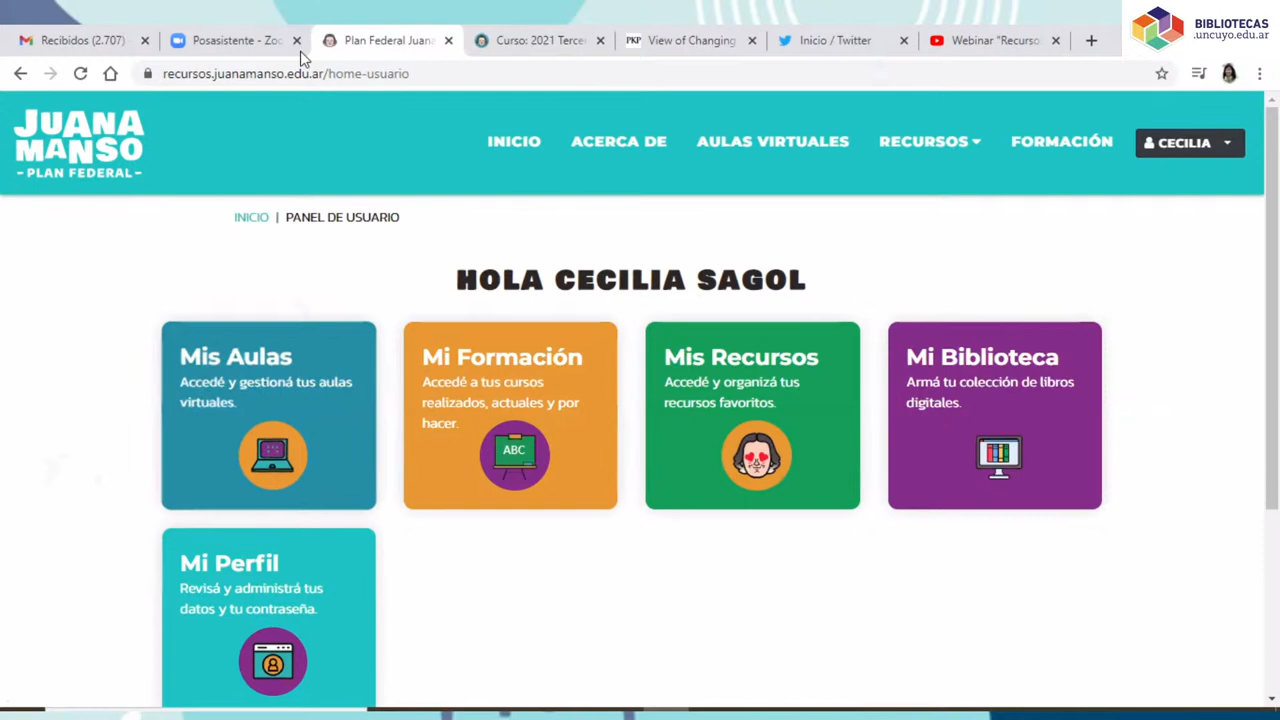 BIBLIOTECAS
.uncuyo.edu.ar
Recibidos (2.707)
Posasistente - Zoo
Plan Federal Juana
Curso: 2021 Terce
PKP View of Changing
Inicio / Twitter
Webinar "Recurso
recursos.juanamanso.edu.ar/home-usuario
JUANA
MANSO
-PLAN FEDERAL-
INICIO
ACERCA DE
AULAS VIRTUALES
RECURSOS
FORMACIÓN
CECILIA
INICIO | PANEL DE USUARIO
HOLA CECILIA SAGOL
Mis Aulas
Accedé y gestioná tus aulas
virtuales.
Mi Formación
Accedé a tus cursos
realizados, actuales y por
hacer.
ABC
Mis Recursos
Accedé y organizá tus
recursos favoritos.
Mi Biblioteca
Armá tu colección de libros
digitales.
Mi Perfil
Revisá y administrá tus
datos y tu contraseña.